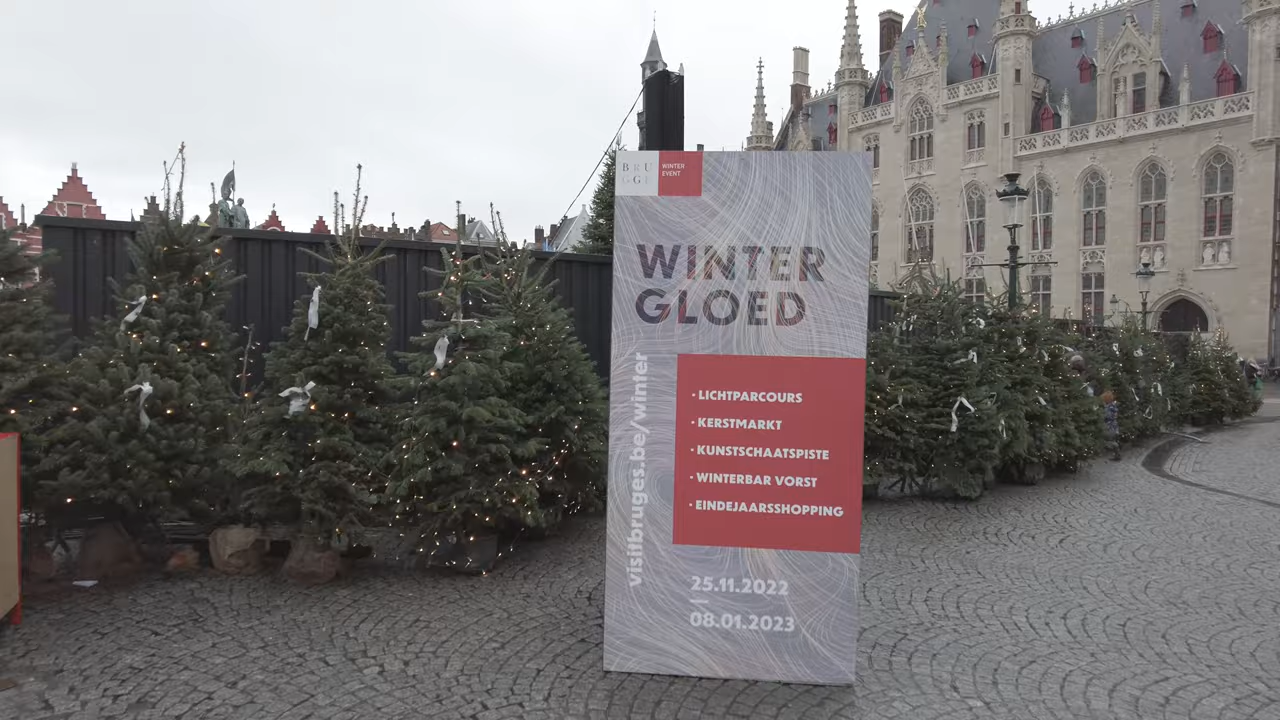 BRU
GGE
WINTER
EVENT
WINTER
GLOED
visitbruges.be/winter
· LICHTPARCOURS
· KERSTMARKT
· KUNSTSCHAATSPISTE
· WINTERBAR VORST
· EINDEJAARSSHOPPING
25.11.2022
—
08.01.2023